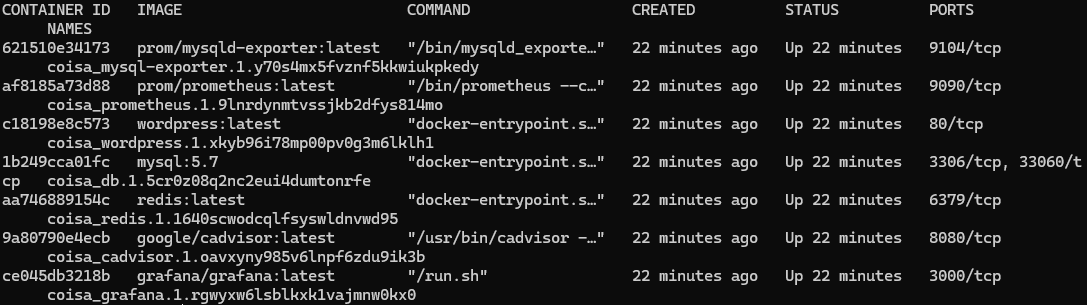 CONTAINER ID   IMAGE                         COMMAND                  CREATED          STATUS          PORTS
     NAMES
621510e34173   prom/mysqld-exporter:latest   "/bin/mysqld_exporte…"   22 minutes ago   Up 22 minutes   9104/tcp
     coisa_mysql-exporter.1.y70s4mx5fvznf5kkwiukpkedy
af8185a73d88   prom/prometheus:latest        "/bin/prometheus --c…"   22 minutes ago   Up 22 minutes   9090/tcp
     coisa_prometheus.1.9lnrdynmtvssjkb2dfys814mo
c18198e8c573   wordpress:latest              "docker-entrypoint.s…"   22 minutes ago   Up 22 minutes   80/tcp
     coisa_wordpress.1.xkyb96i78mp00pv0g3m6lklh1
1b249cca01fc   mysql:5.7                     "docker-entrypoint.s…"   22 minutes ago   Up 22 minutes   3306/tcp, 33060/t
cp   coisa_db.1.5cr0z08q2nc2eui4dumtonrfe
aa746889154c   redis:latest                  "docker-entrypoint.s…"   22 minutes ago   Up 22 minutes   6379/tcp
     coisa_redis.1.1640scwodcqlfsyswldnvwd95
9a80790e4ecb   google/cadvisor:latest        "/usr/bin/cadvisor -…"   22 minutes ago   Up 22 minutes   8080/tcp
     coisa_cadvisor.1.oavxyny985v6lnpf6zdu9ik3b
ce045db3218b   grafana/grafana:latest        "/run.sh"                22 minutes ago   Up 22 minutes   3000/tcp
     coisa_grafana.1.rgwyxw6lsblkxk1vajmnw0kx0